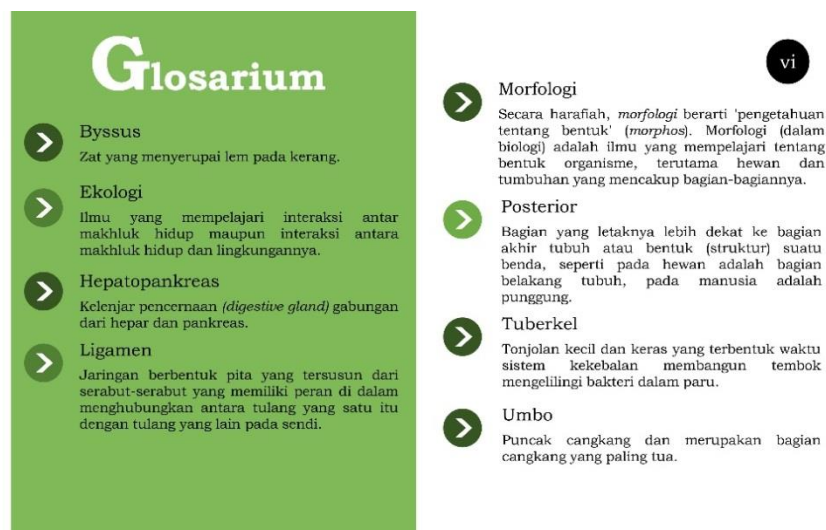 Glosarium
Byssus
Zat yang menyerupai lem pada kerang.
Ekologi
Ilmu yang mempelajari interaksi antar
makhluk hidup maupun interaksi antara
makhluk hidup dan lingkungannya.
Hepatopankreas
Kelenjar pencernaan (digestive gland) gabungan
dari hepar dan pankreas.
Ligamen
Jaringan berbentuk pita yang tersusun dari
serabut-serabut yang memiliki peran di dalam
menghubungkan antara tulang yang satu itu
dengan tulang yang lain pada sendi.
vi
Morfologi
Secara harafiah, morfologi berarti 'pengetahuan
tentang bentuk' (morphos). Morfologi (dalam
biologi) adalah ilmu yang mempelajari tentang
bentuk organisme, terutama hewan dan
tumbuhan yang mencakup bagian-bagiannya.
Posterior
Bagian yang letaknya lebih dekat ke bagian
akhir tubuh atau bentuk (struktur) suatu
benda, seperti pada hewan adalah bagian
belakang tubuh, pada manusia adalah
punggung.
Tuberkel
Tonjolan kecil dan keras yang terbentuk waktu
sistem kekebalan membangun tembok
mengelilingi bakteri dalam paru.
Umbo
Puncak cangkang dan merupakan bagian
cangkang yang paling tua.